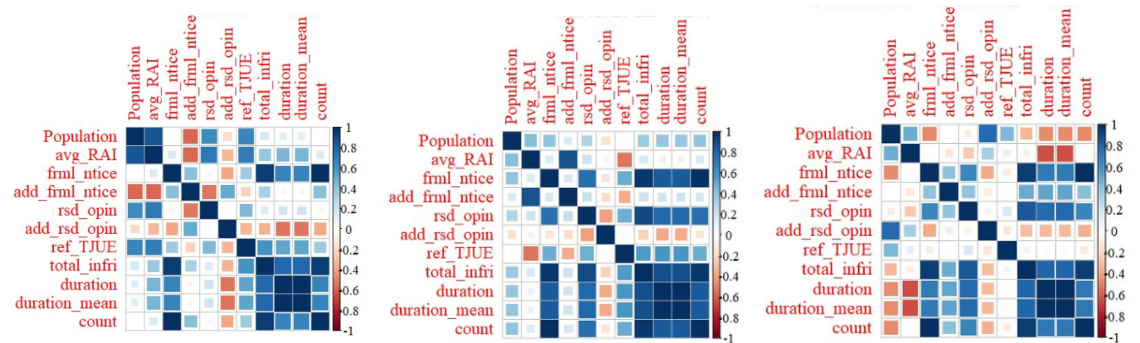 Population
avg_RAI
frml_ntice
add_frml_ntice
rsd_opin
add_rsd_opin
ref_TJUE
total_infri
duration
duration_mean
count
Population
avg_RAI
frml_ntice
add_frml_ntice
rsd_opin
add_rsd_opin
ref_TJUE
total_infri
duration
duration_mean
count
1
0.8
0.6
0.4
0.2
0
-0.2
-0.4
-0.6
-0.8
-1
Population
avg_RAI
frml_ntice
add_frml_ntice
rsd_opin
add_rsd_opin
ref_TJUE
total_infri
duration
duration_mean
count
Population
avg_RAI
frml_ntice
add_frml_ntice
rsd_opin
add_rsd_opin
ref_TJUE
total_infri
duration
duration_mean
count
1
0.8
0.6
0.4
0.2
0
-0.2
-0.4
-0.6
-0.8
-1
Population
avg_RAI
frml_ntice
add_frml_ntice
rsd_opin
add_rsd_opin
ref_TJUE
total_infri
duration
duration_mean
count
Population
avg_RAI
frml_ntice
add_frml_ntice
rsd_opin
add_rsd_opin
ref_TJUE
total_infri
duration
duration_mean
count
1
0.8
0.6
0.4
0.2
0
-0.2
-0.4
-0.6
-0.8
-1